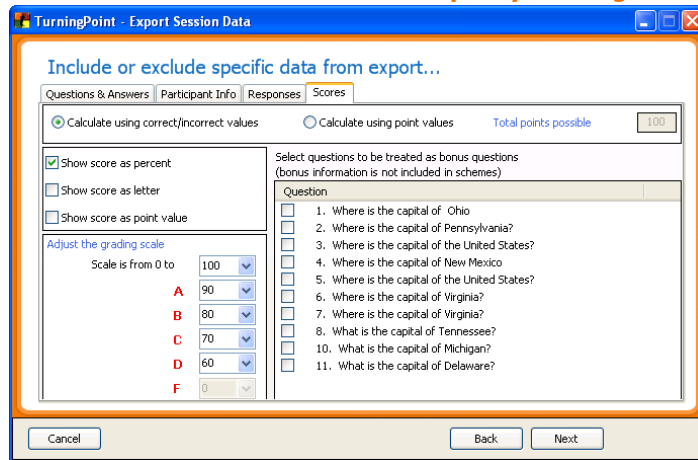 TurningPoint - Export Session Data
Include or exclude specific data from export...
Questions & Answers Participant Info Responses Scores
Calculate using correct/incorrect values Calculate using point values Total points possible 100
Show score as percent
Show score as letter
Show score as point value
Adjust the grading scale
Scale is from 0 to 100
A 90
B 80
C 70
D 60
F 0
Select questions to be treated as bonus questions
(bonus information is not included in schemes)
Question
1. Where is the capital of Ohio
2. Where is the capital of Pennsylvania?
3. Where is the capital of the United States?
4. Where is the capital of New Mexico
5. Where is the capital of the United States?
6. Where is the capital of Virginia?
7. Where is the capital of Virginia?
8. What is the capital of Tennessee?
10. What is the capital of Michigan?
11. What is the capital of Delaware?
Cancel Back Next